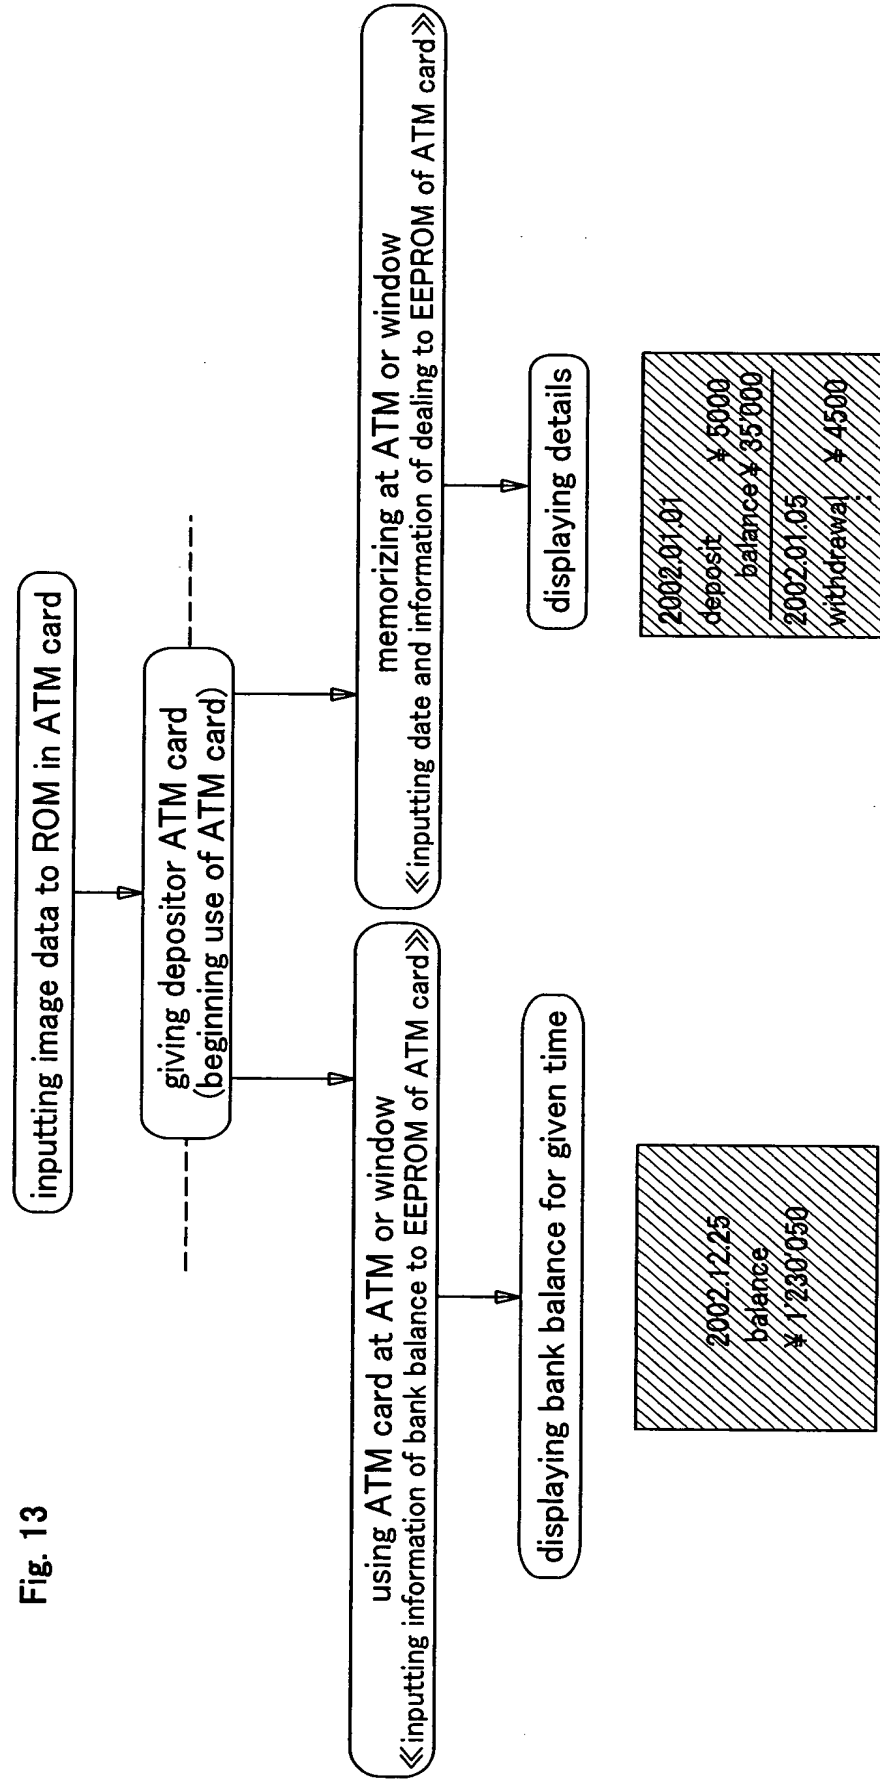 Fig. 13
inputting image data to ROM in ATM card
giving depositor ATM card
(beginning use of ATM card)
using ATM card at ATM or window
≪inputting information of bank balance to EEPROM of ATM card≫
displaying bank balance for given time
2002.12.25
balance
¥ 1'230'050
memorizing at ATM or window
≪inputting date and information of dealing to EEPROM of ATM card≫
displaying details
2002.01.01
deposit ¥ 5000
balance ¥ 35'000
2002.01.05
withdrawal ¥ 4500